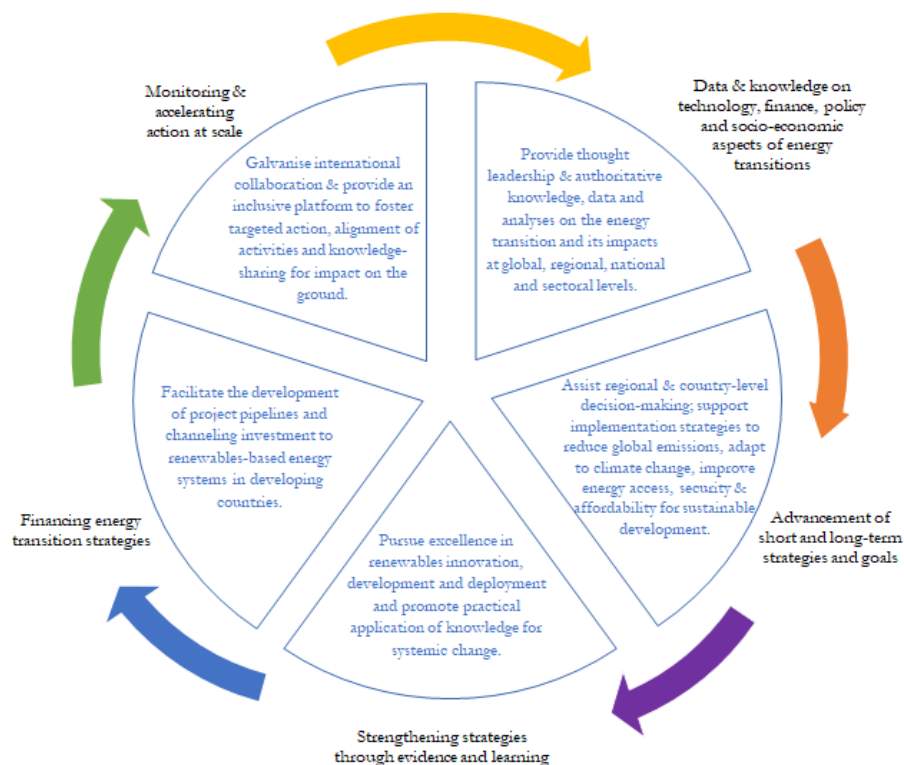 Monitoring &
accelerating
action at scale
Galvanise international
collaboration & provide an
inclusive platform to foster
targeted action, alignment of
activities and knowledge-
sharing for impact on the
ground.
Data & knowledge on
technology, finance, policy
and socio-economic
aspects of energy
transitions
Provide thought
leadership & authoritative
knowledge, data and
analyses on the energy
transition and its impacts
at global, regional, national
and sectoral levels.
Assist regional & country-level
decision-making; support
implementation strategies to
reduce global emissions, adapt
to climate change, improve
energy access, security &
affordability for sustainable
development.
Advancement of
short and long-term
strategies and goals
Pursue excellence in
renewables innovation,
development and deployment
and promote practical
application of knowledge for
systemic change.
Strengthening strategies
through evidence and learning
Facilitate the development
of project pipelines and
channeling investment to
renewables-based energy
systems in developing
countries.
Financing energy
transition strategies